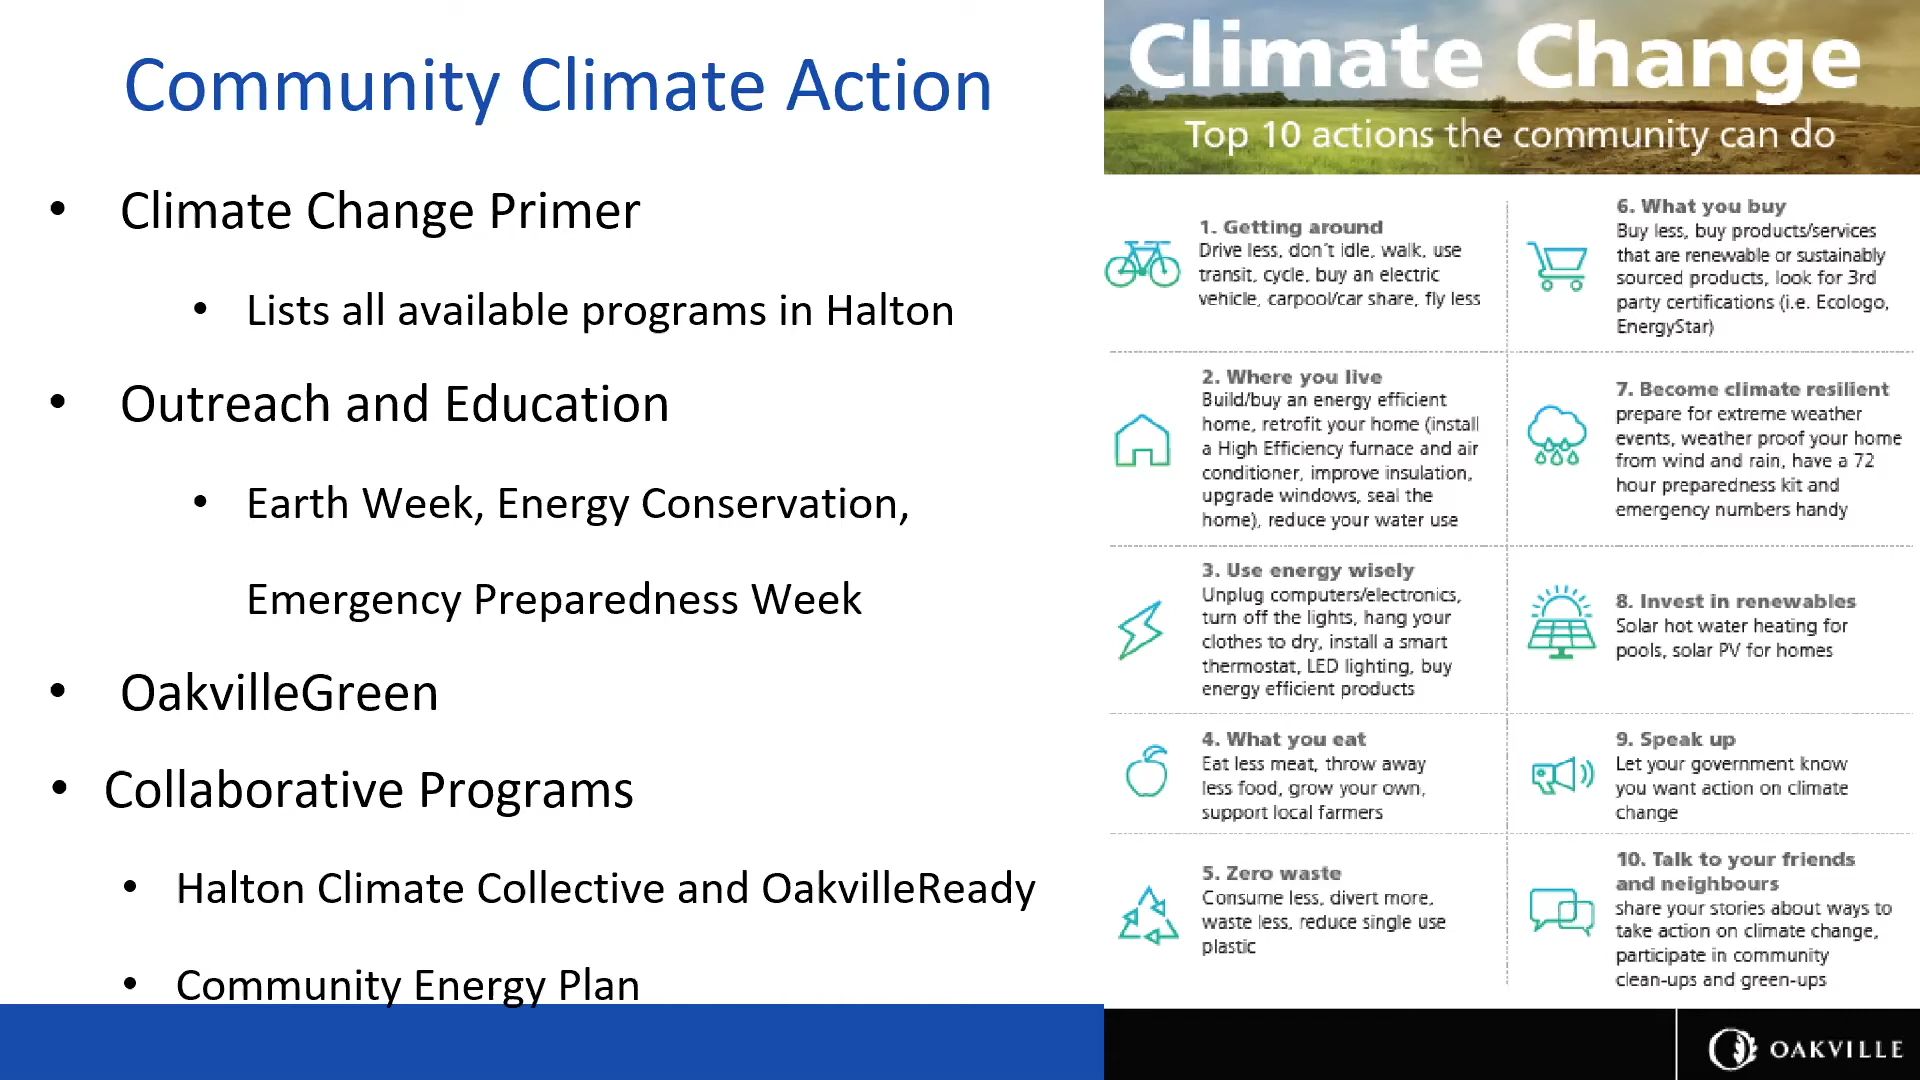 Community Climate Action
• Climate Change Primer
• Lists all available programs in Halton
• Outreach and Education
• Earth Week, Energy Conservation,
Emergency Preparedness Week
• OakvilleGreen
• Collaborative Programs
• Halton Climate Collective and OakvilleReady
• Community Energy Plan
Climate Change
Top 10 actions the community can do
1. Getting around
Drive less, don't idle, walk, use
transit, cycle, buy an electric
vehicle, carpool/car share, fly less
2. Where you live
Build/buy an energy efficient
home, retrofit your home (install
a High Efficiency furnace and air
conditioner, improve insulation,
upgrade windows, seal the
home), reduce your water use
3. Use energy wisely
Unplug computers/electronics,
turn off the lights, hang your
clothes to dry, install a smart
thermostat, LED lighting, buy
energy efficient products
4. What you eat
Eat less meat, throw away
less food, grow your own,
support local farmers
5. Zero waste
Consume less, divert more,
waste less, reduce single use
plastic
6. What you buy
Buy less, buy products/services
that are renewable or sustainably
sourced products, look for 3rd
party certifications (i.e. Ecologo,
EnergyStar)
7. Become climate resilient
prepare for extreme weather
events, weather proof your home
from wind and rain, have a 72
hour preparedness kit and
emergency numbers handy
8. Invest in renewables
Solar hot water heating for
pools, solar PV for homes
9. Speak up
Let your government know
you want action on climate
change
10. Talk to your friends
and neighbours
share your stories about ways to
take action on climate change,
participate in community
clean-ups and green-ups
OAKVILLE